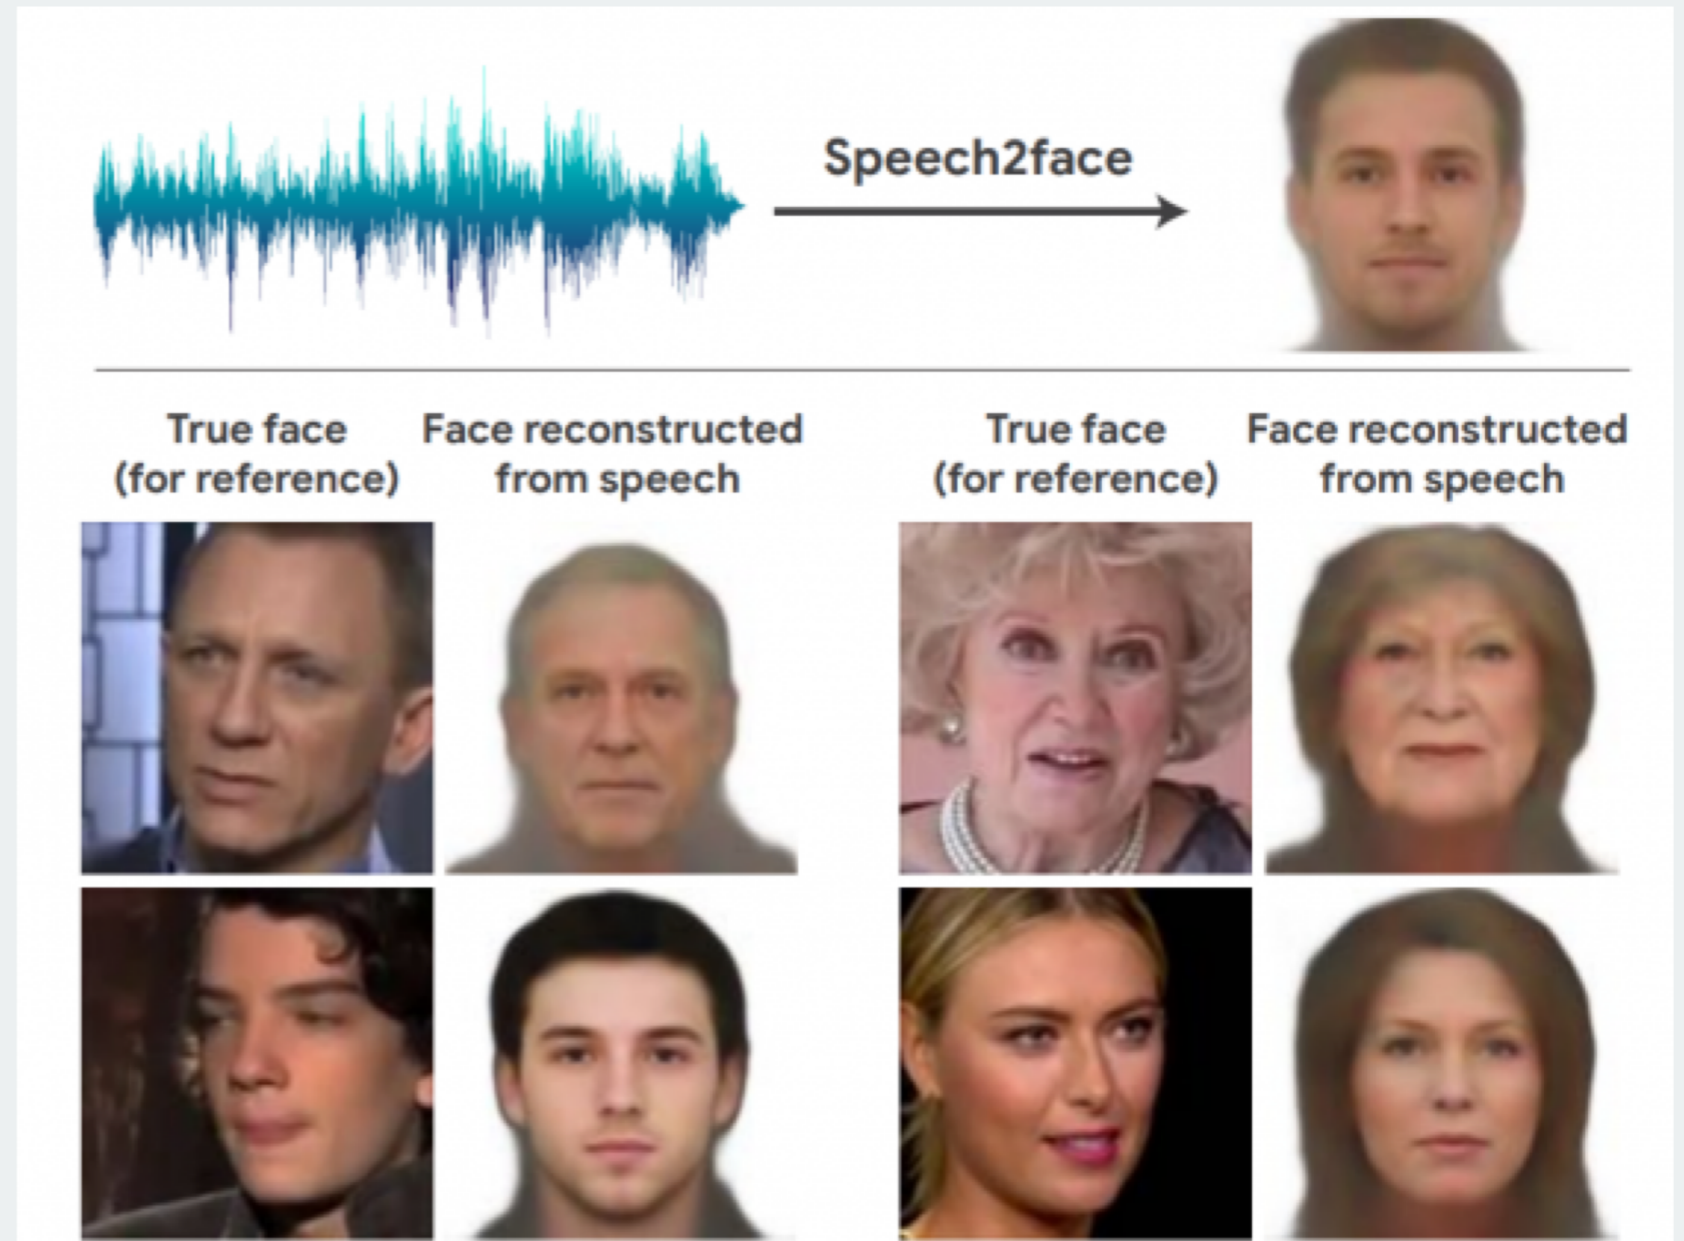 Speech2face
True face
(for reference)
Face reconstructed
from speech
True face
(for reference)
Face reconstructed
from speech